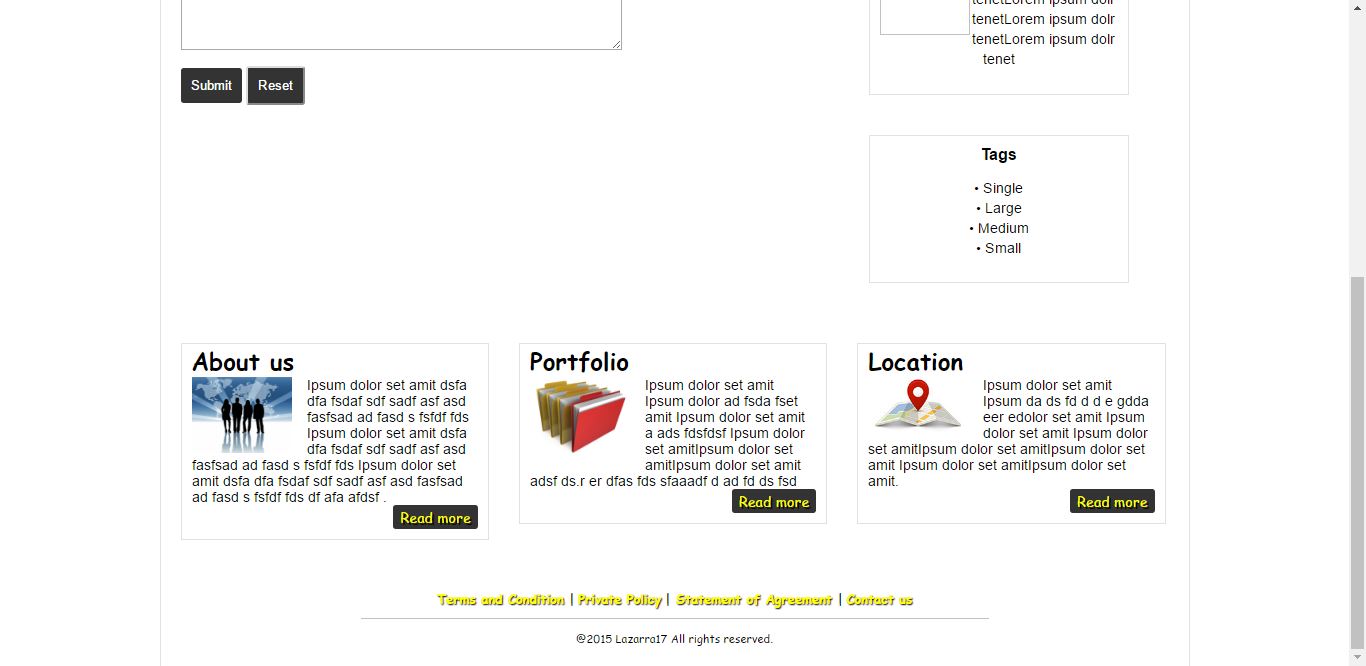 tenetLorem ipsum dolr
tenetLorem ipsum dolr
tenetLorem ipsum dolr
tenet
Submit Reset
Tags
• Single
• Large
• Medium
• Small
About us
Ipsum dolor set amit dsfa
dfa fsdaf sdf sadf asf asd
fasfsad ad fasd s fsfdf fds
Ipsum dolor set amit dsfa
dfa fsdaf sdf sadf asf asd
fasfsad ad fasd s fsfdf fds Ipsum dolor set
amit dsfa dfa fsdaf sdf sadf asf asd fasfsad
ad fasd s fsfdf fds df afa afdsf .
Read more
Portfolio
Ipsum dolor set amit
Ipsum dolor ad fsda fset
amit Ipsum dolor set amit
a ads fdsfdsf Ipsum dolor
set amitIpsum dolor set
amitIpsum dolor set amit
adsf ds.r er dfas fds sfaaadf d ad fd ds fsd
Read more
Location
Ipsum dolor set amit
Ipsum da ds fd d d e gdda
eer edolor set amit Ipsum
dolor set amit Ipsum dolor
set amitIpsum dolor set amitIpsum dolor set
amit Ipsum dolor set amitIpsum dolor set
amit.
Read more
Terms and Condition | Private Policy | Statement of Agreement | Contact us
@2015 Lazarra17 All rights reserved.